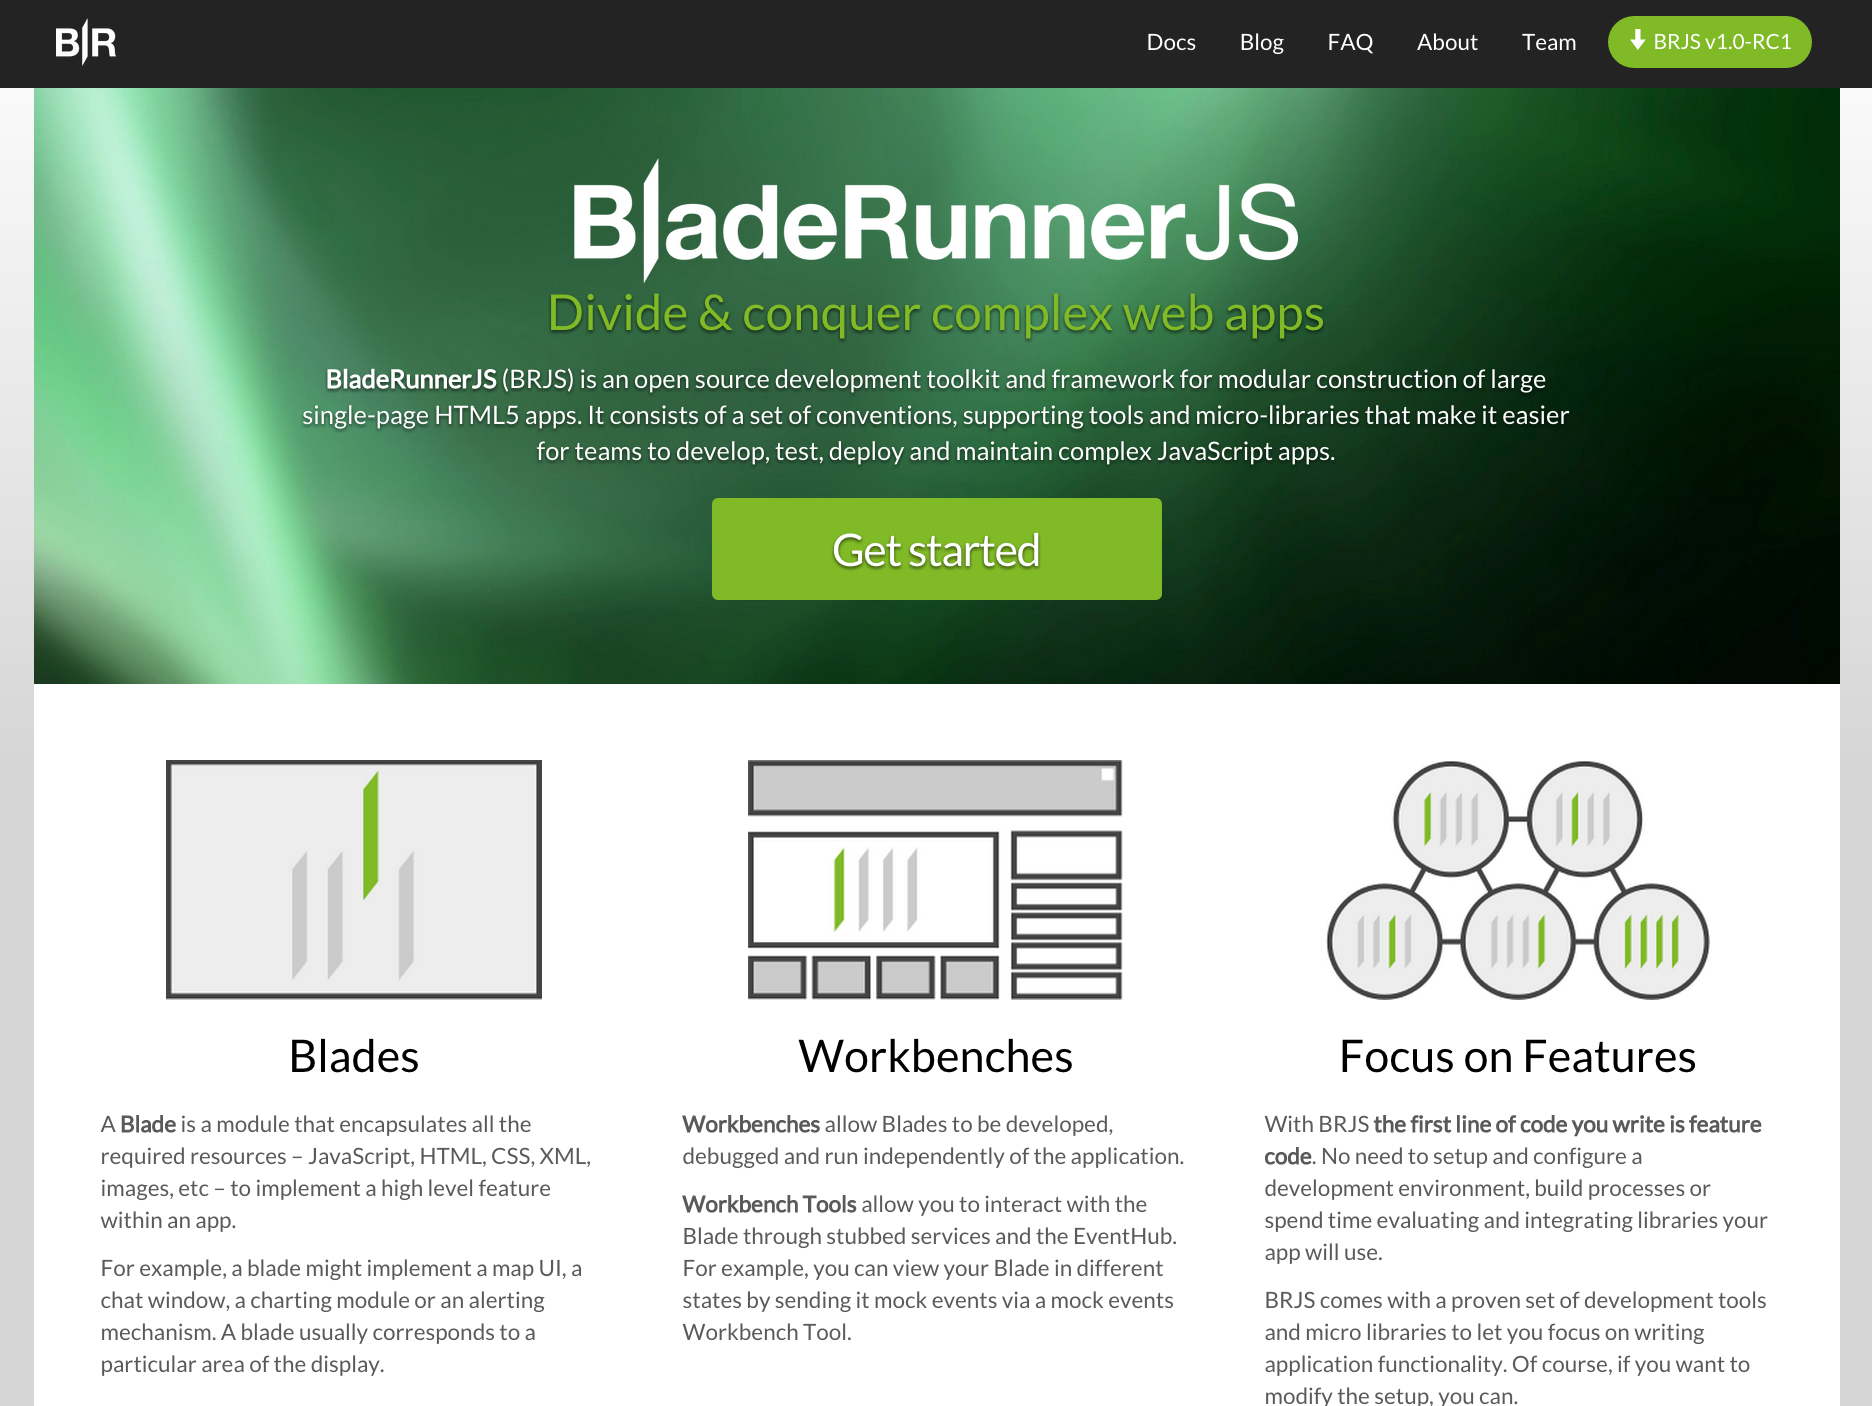 B|R
Docs Blog FAQ About Team BRJS v1.0-RC1
BladeRunnerJS
Divide & conquer complex web apps
BladeRunnerJS (BRJS) is an open source development toolkit and framework for modular construction of large
single-page HTML5 apps. It consists of a set of conventions, supporting tools and micro-libraries that make it easier
for teams to develop, test, deploy and maintain complex JavaScript apps.
Get started
Blades
A Blade is a module that encapsulates all the
required resources – JavaScript, HTML, CSS, XML,
images, etc – to implement a high level feature
within an app.
For example, a blade might implement a map UI, a
chat window, a charting module or an alerting
mechanism. A blade usually corresponds to a
particular area of the display.
Workbenches
Workbenches allow Blades to be developed,
debugged and run independently of the application.
Workbench Tools allow you to interact with the
Blade through stubbed services and the EventHub.
For example, you can view your Blade in different
states by sending it mock events via a mock events
Workbench Tool.
Focus on Features
With BRJS the first line of code you write is feature
code. No need to setup and configure a
development environment, build processes or
spend time evaluating and integrating libraries your
app will use.
BRJS comes with a proven set of development tools
and micro libraries to let you focus on writing
application functionality. Of course, if you want to
modify the setup, you can.